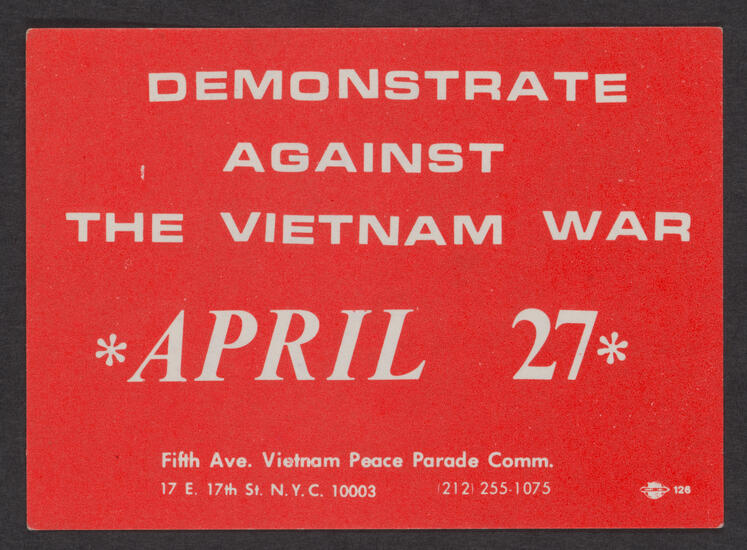 DEMONSTRATE
AGAINST
THE VIETNAM WAR
*APRIL 27*
Fifth Ave. Vietnam Peace Parade Comm.
17 E. 17th St. N.Y.C. 10003 (212) 255-1075
126